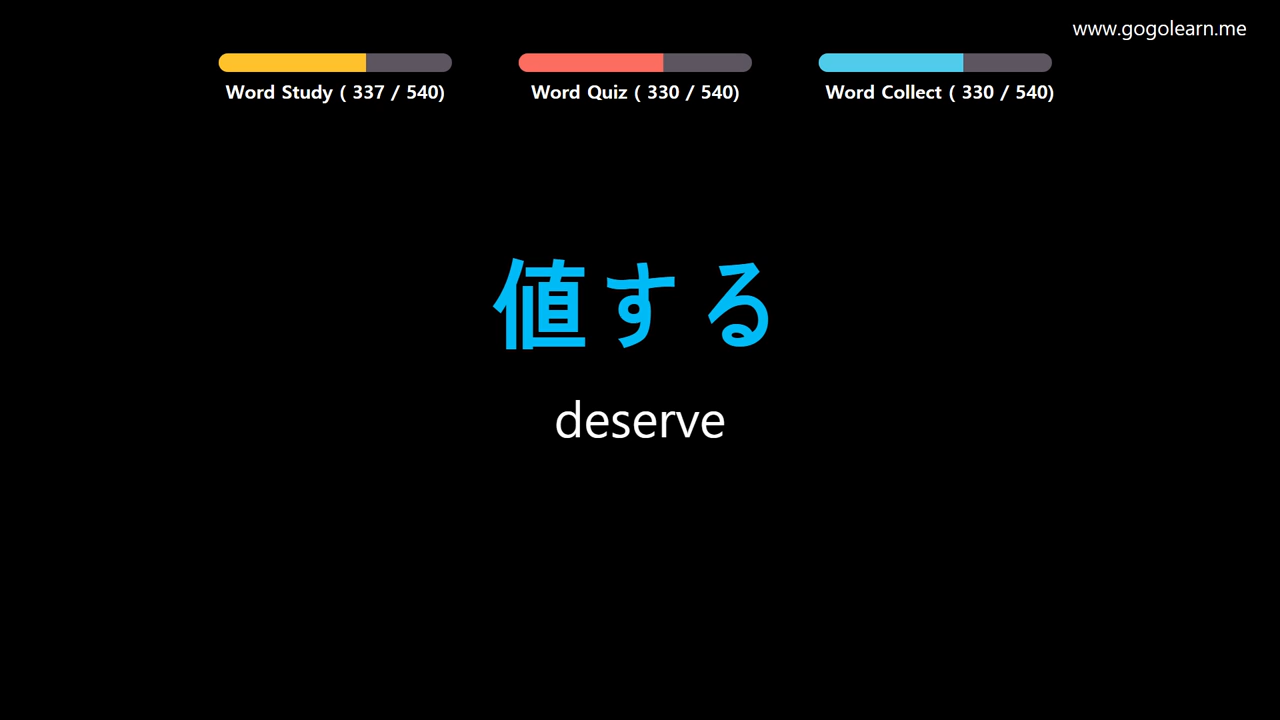 www.gogolearn.me
Word Study ( 337 / 540)
Word Quiz ( 330 / 540)
Word Collect ( 330 / 540)
値する
deserve